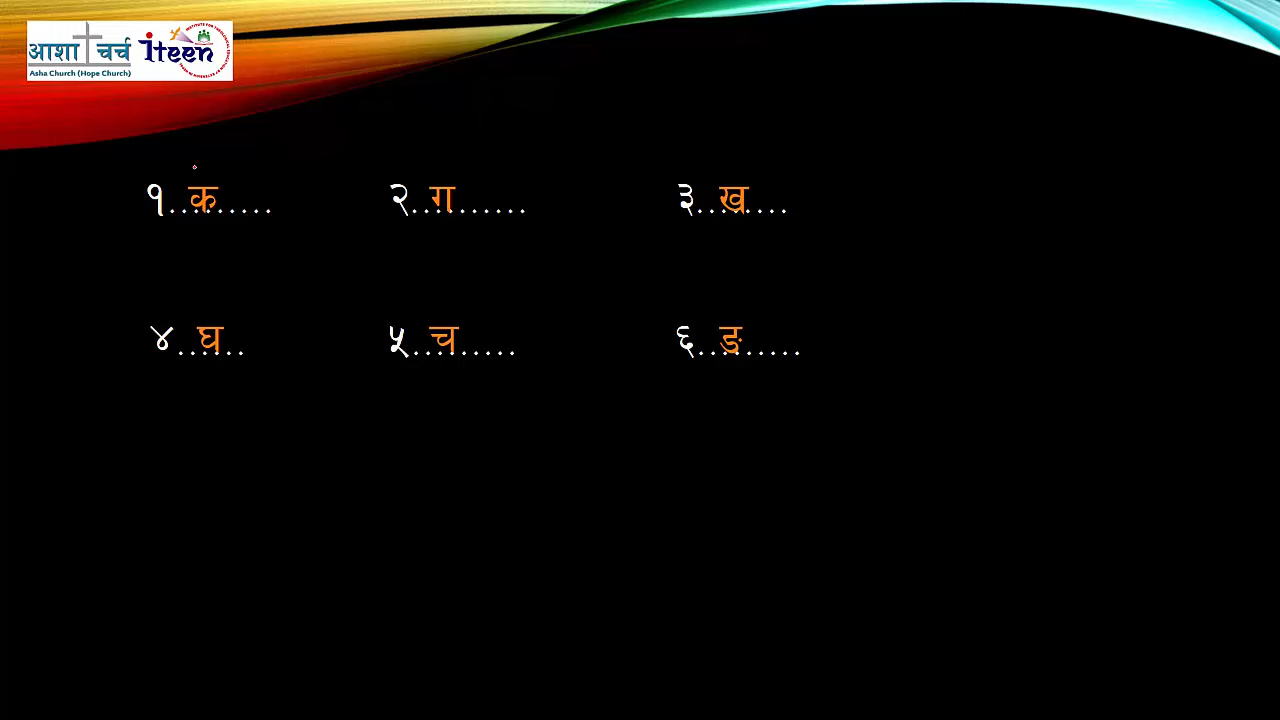 आशा चर्च iteen
Asha Church (Hope Church)
१..क...... २..ग...... ३..ख.....
४..घ.... ५..च...... ६..ङ......